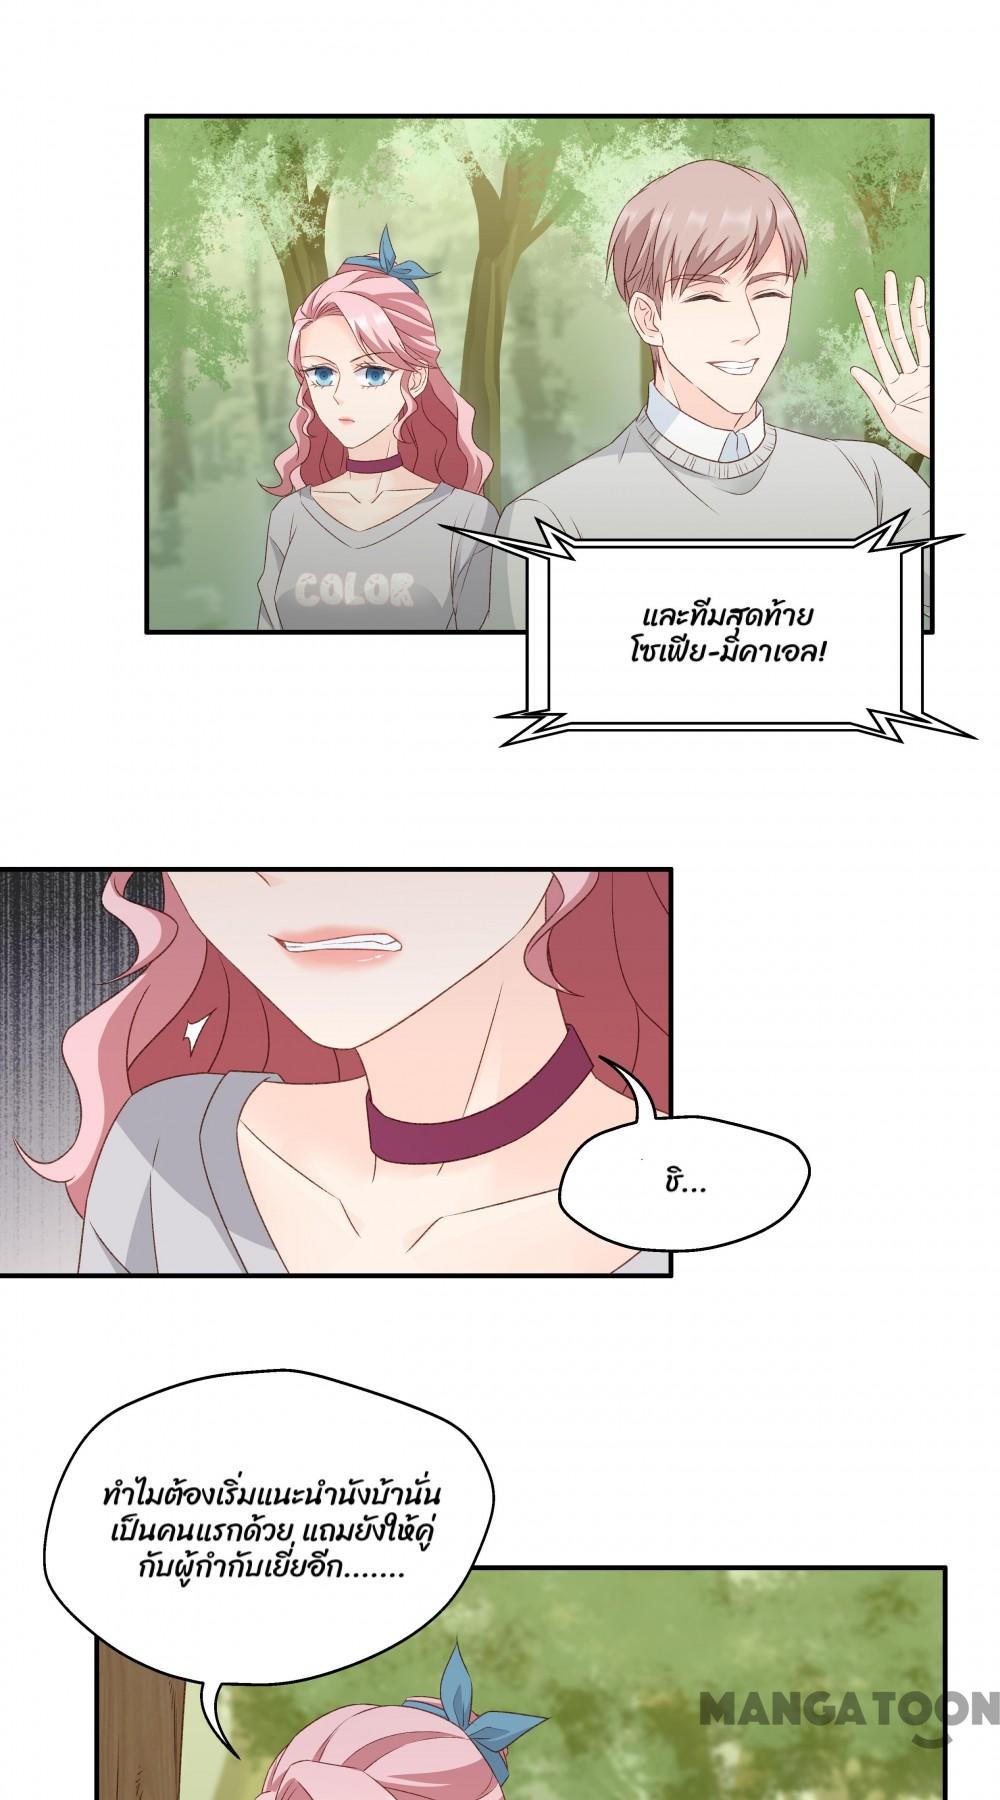 COLOR
และทีมสุดท้าย
โซเฟีย-มิคาเอล!
ชิ...
ทำไมต้องเริ่มแนะนำนังบ้านั่น
เป็นคนแรกด้วย แถมยังให้คู่
กับผู้กำกับเยี่ยอีก.......
MANGATOON